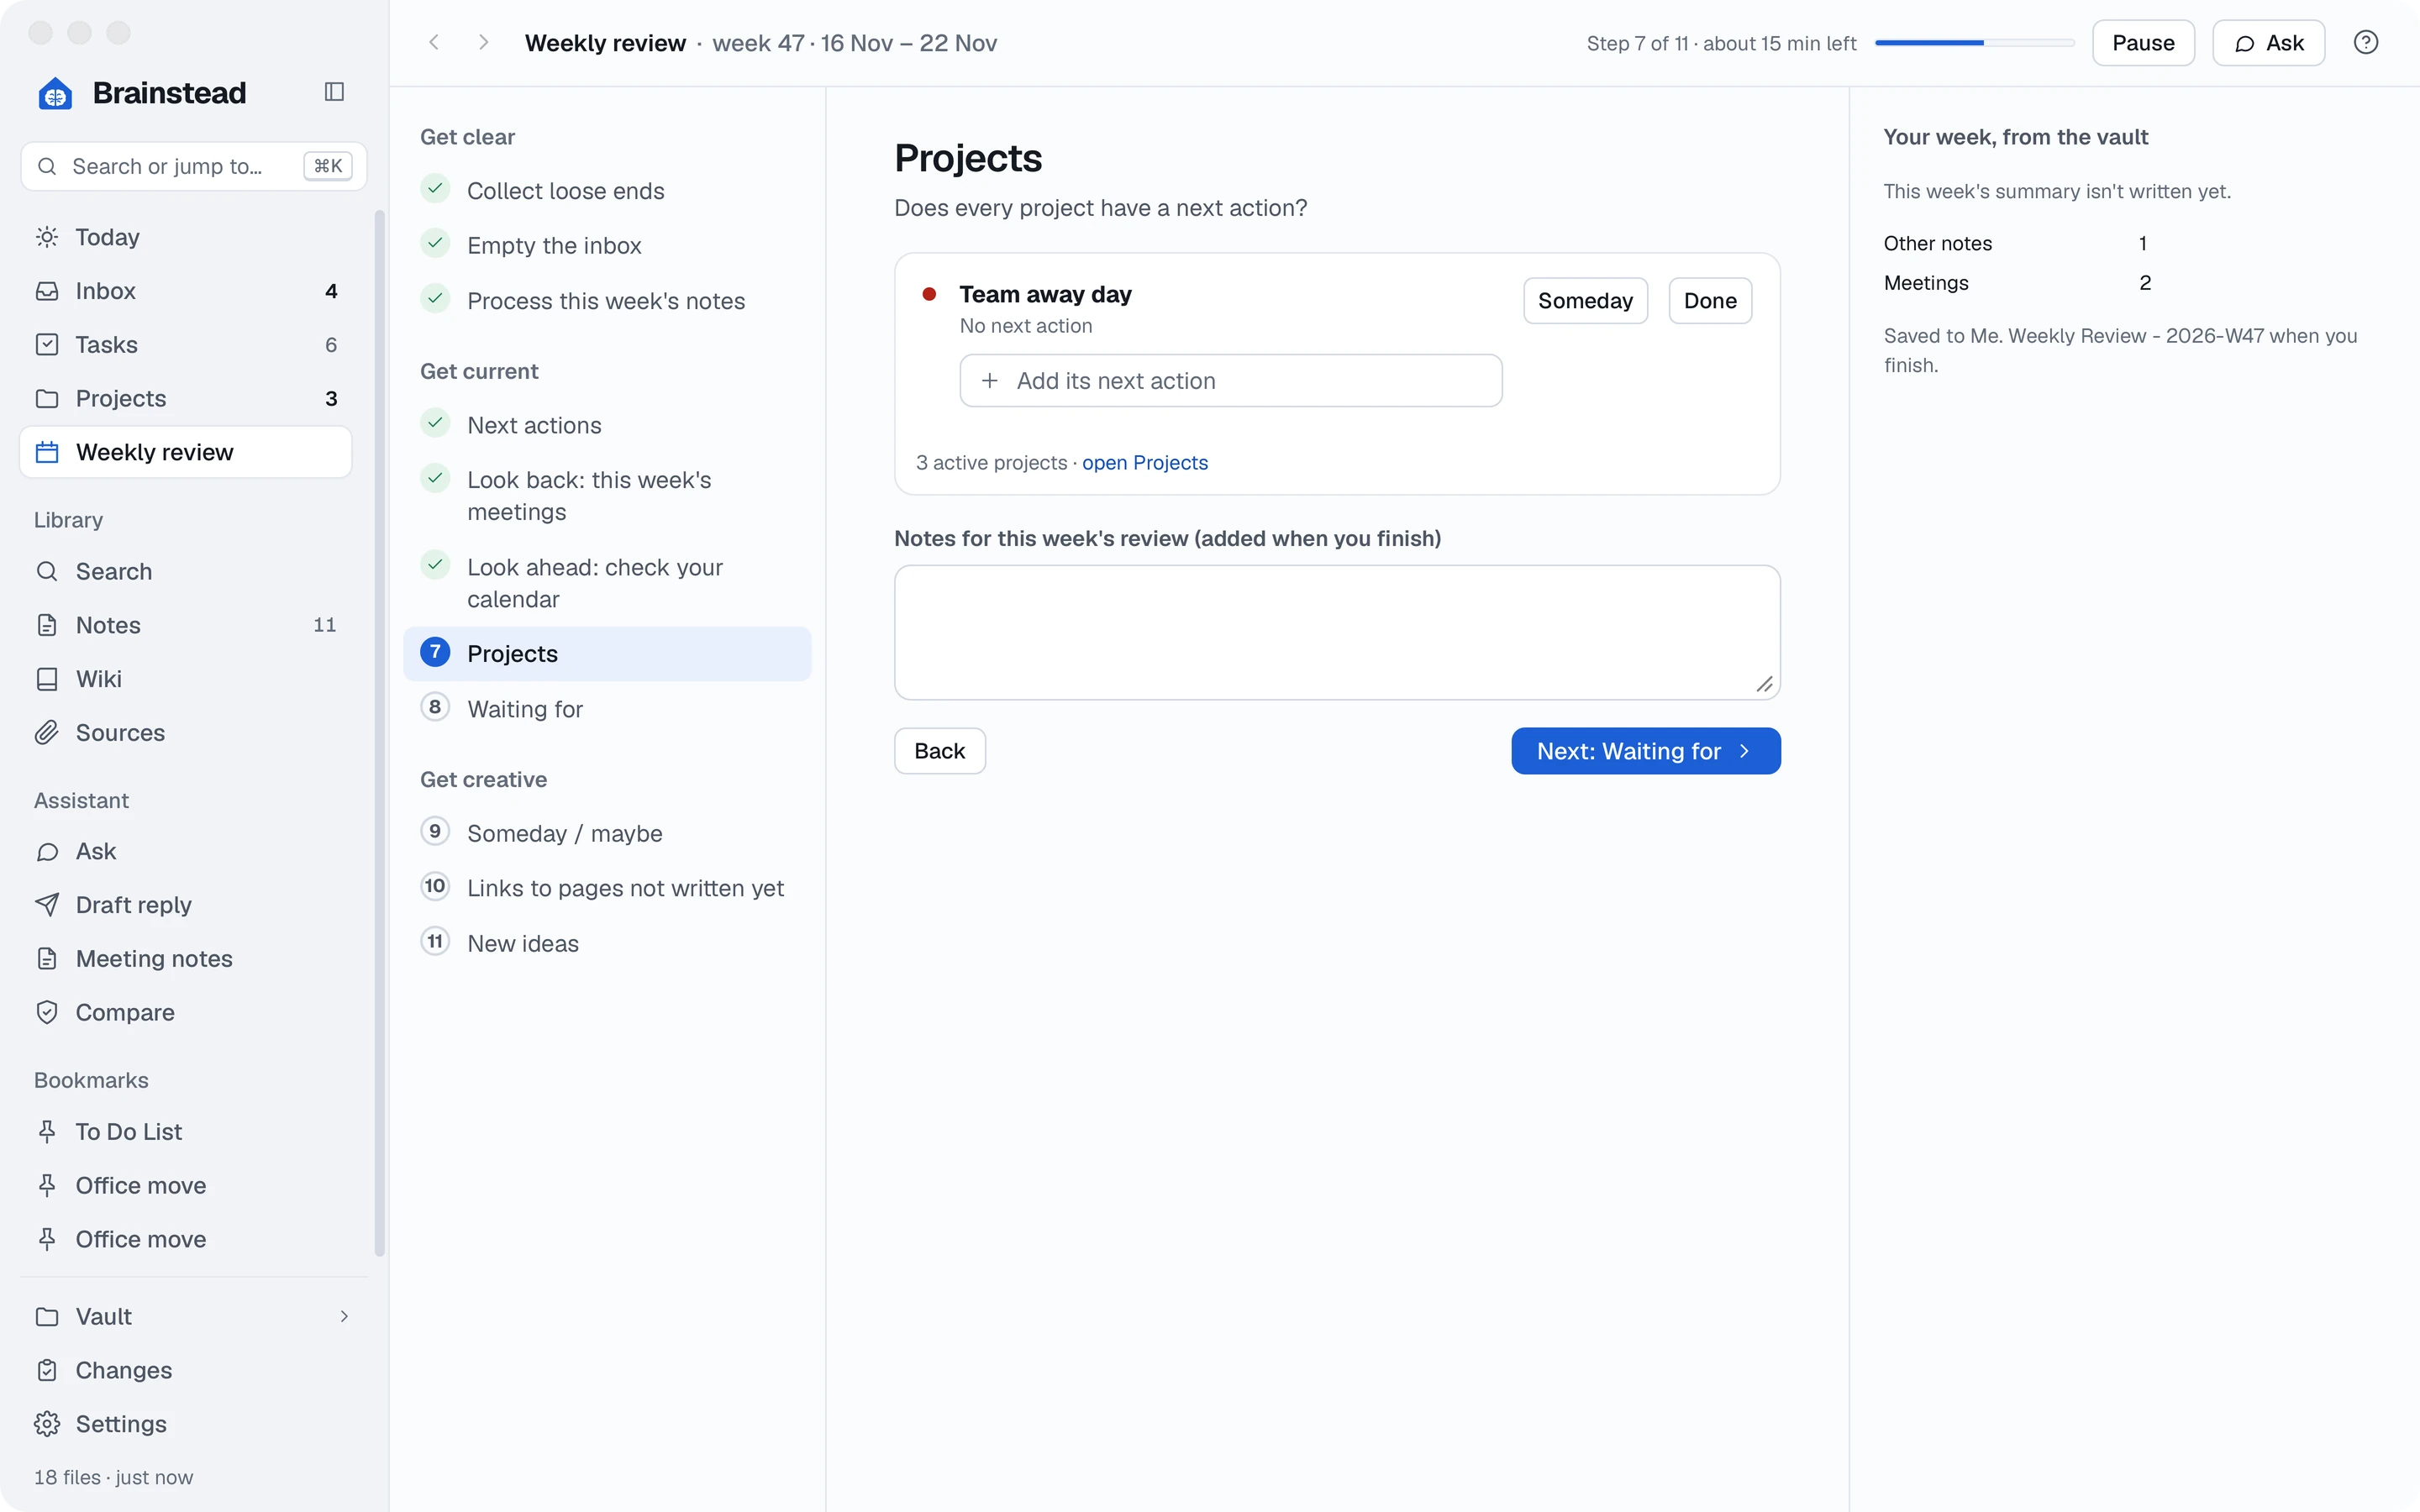 Brainstead
Search or jump to...
⌘K
Today
Inbox 4
Tasks 6
Projects 3
Weekly review
Library
Search
Notes 11
Wiki
Sources
Assistant
Ask
Draft reply
Meeting notes
Compare
Bookmarks
To Do List
Office move
Office move
Vault
Changes
Settings
18 files · just now
Weekly review · week 47 · 16 Nov – 22 Nov
Step 7 of 11 · about 15 min left
Pause
Ask
Get clear
Collect loose ends
Empty the inbox
Process this week's notes
Get current
Next actions
Look back: this week's
meetings
Look ahead: check your
calendar
7 Projects
8 Waiting for
Get creative
9 Someday / maybe
10 Links to pages not written yet
11 New ideas
Projects
Does every project have a next action?
Team away day
No next action
Someday
Done
Add its next action
3 active projects · open Projects
Notes for this week's review (added when you finish)
Back
Next: Waiting for
Your week, from the vault
This week's summary isn't written yet.
Other notes 1
Meetings 2
Saved to Me. Weekly Review - 2026-W47 when you
finish.